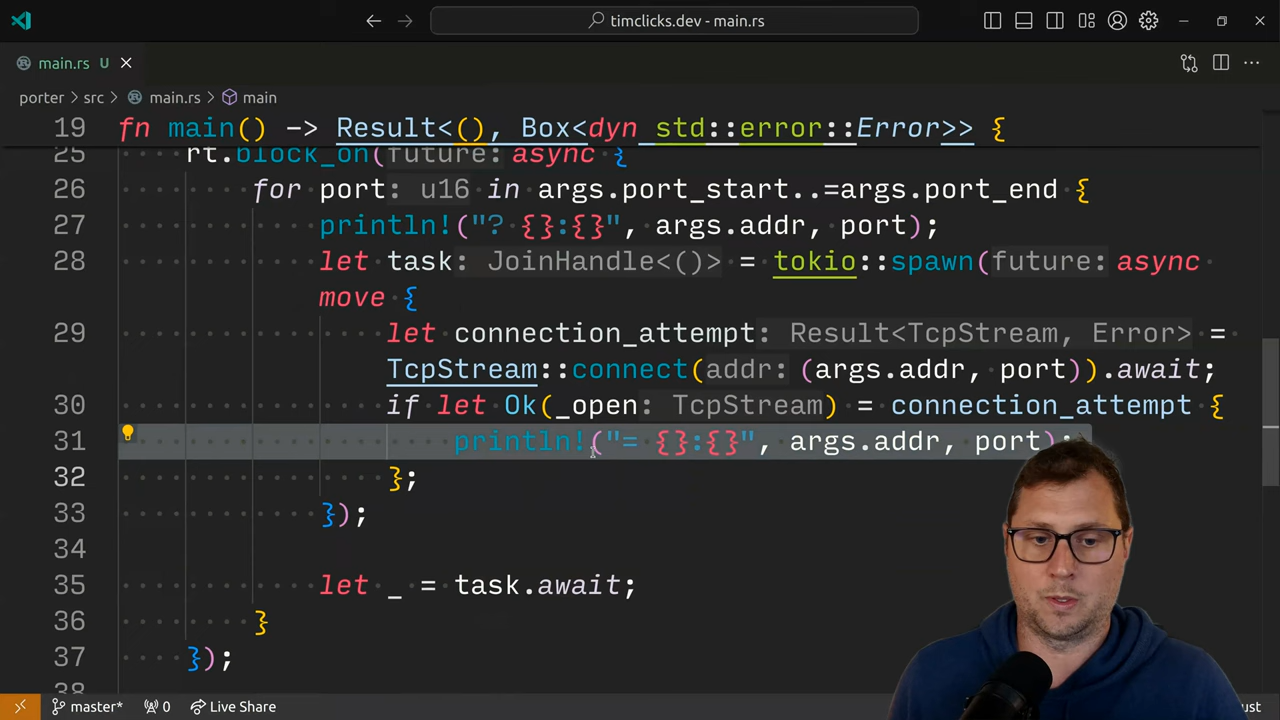 timclicks.dev - main.rs
main.rs U
porter > src > main.rs > main
19 fn main() -> Result<(), Box<dyn std::error::Error>> {
25 rt.block_on(future: async {
26 for port: u16 in args.port_start..=args.port_end {
27 println!("? {}:{}", args.addr, port);
28 let task: JoinHandle<()> = tokio::spawn(future: async
move {
29 let connection_attempt: Result<TcpStream, Error> =
TcpStream::connect(addr: (args.addr, port)).await;
30 if let Ok(_open: TcpStream) = connection_attempt {
31 println!("= {}:{}", args.addr, port);
32 };
33 });
34
35 let _ = task.await;
36 }
37 });
38
master* 0 Live Share